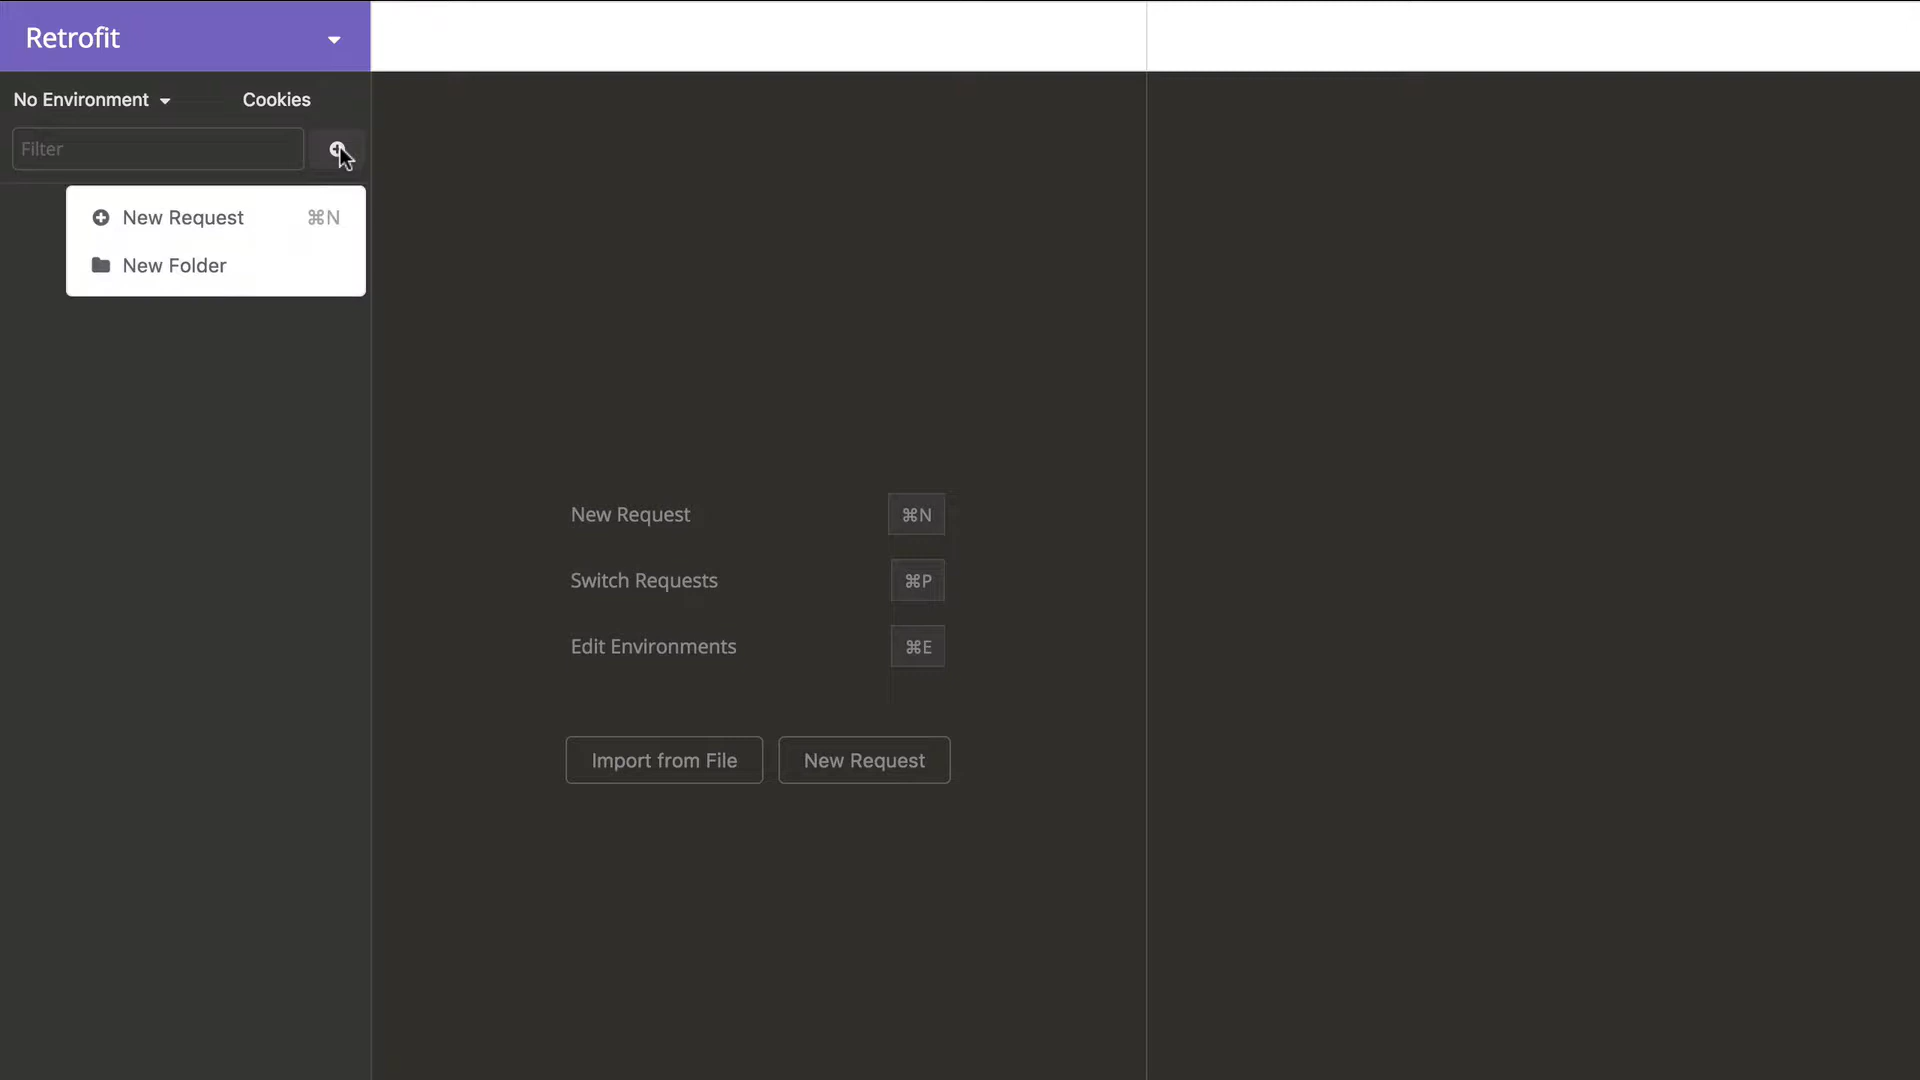 Retrofit
No Environment
Cookies
Filter
New Request ⌘N
New Folder
New Request ⌘N
Switch Requests ⌘P
Edit Environments ⌘E
Import from File
New Request